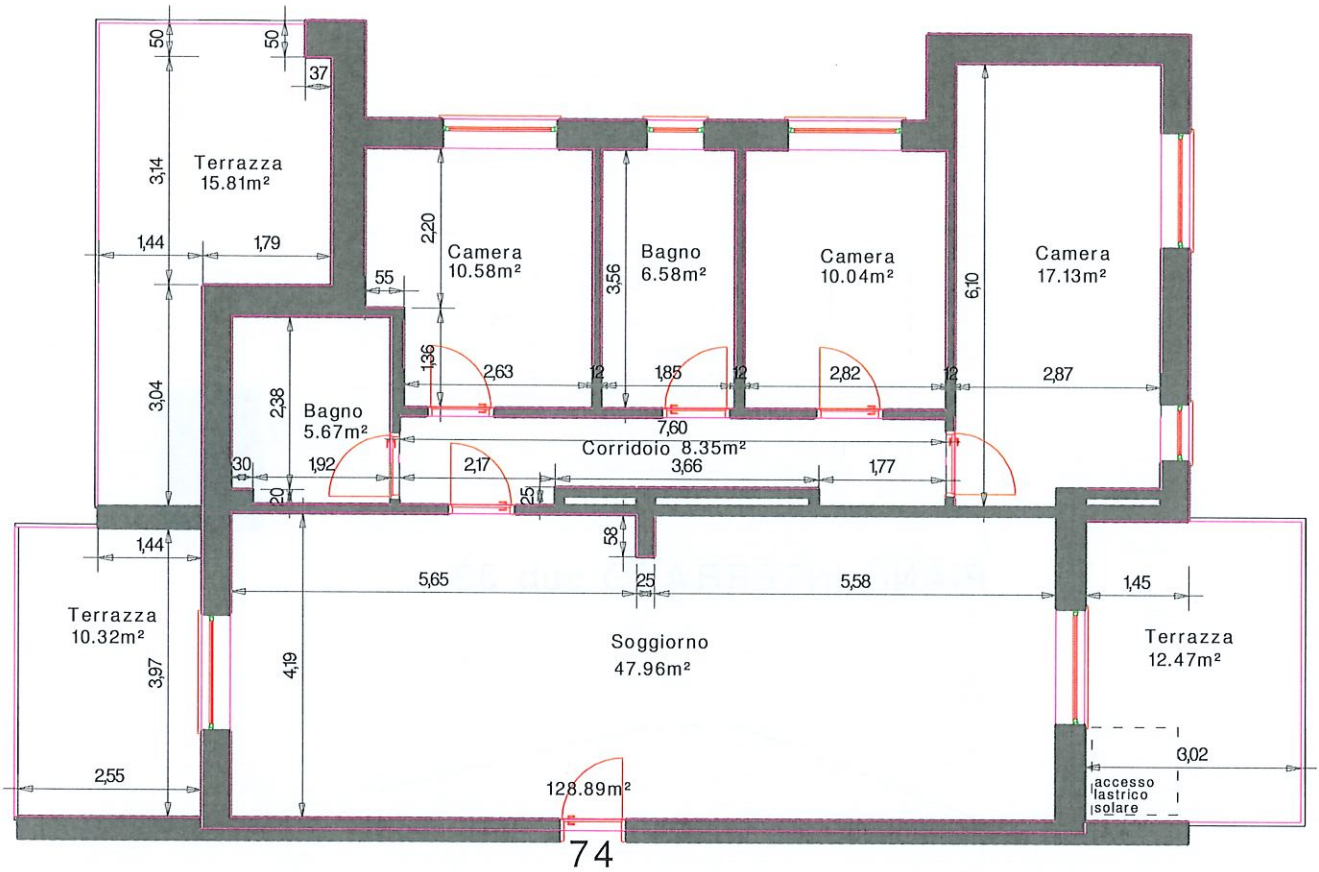 50
50
37
Terrazza
15.81m²
3,14
1,44
1,79
2,20
Camera
10.58m²
Bagno
6.58m²
3,56
Camera
10.04m²
Camera
17.13m²
6,10
55
1,36
2,63
12
1,85
12
2,82
12
2,87
3,04
2,38
Bagno
5.67m²
7,60
Corridoio 8.35m²
30
1,92
2,17
3,66
1,77
20
25
58
1,44
5,65
25
5,58
1,45
Terrazza
10.32m²
3,97
4,19
Soggiorno
47.96m²
Terrazza
12.47m²
2,55
128.89m²
3,02
accesso
lastrico
solare
74